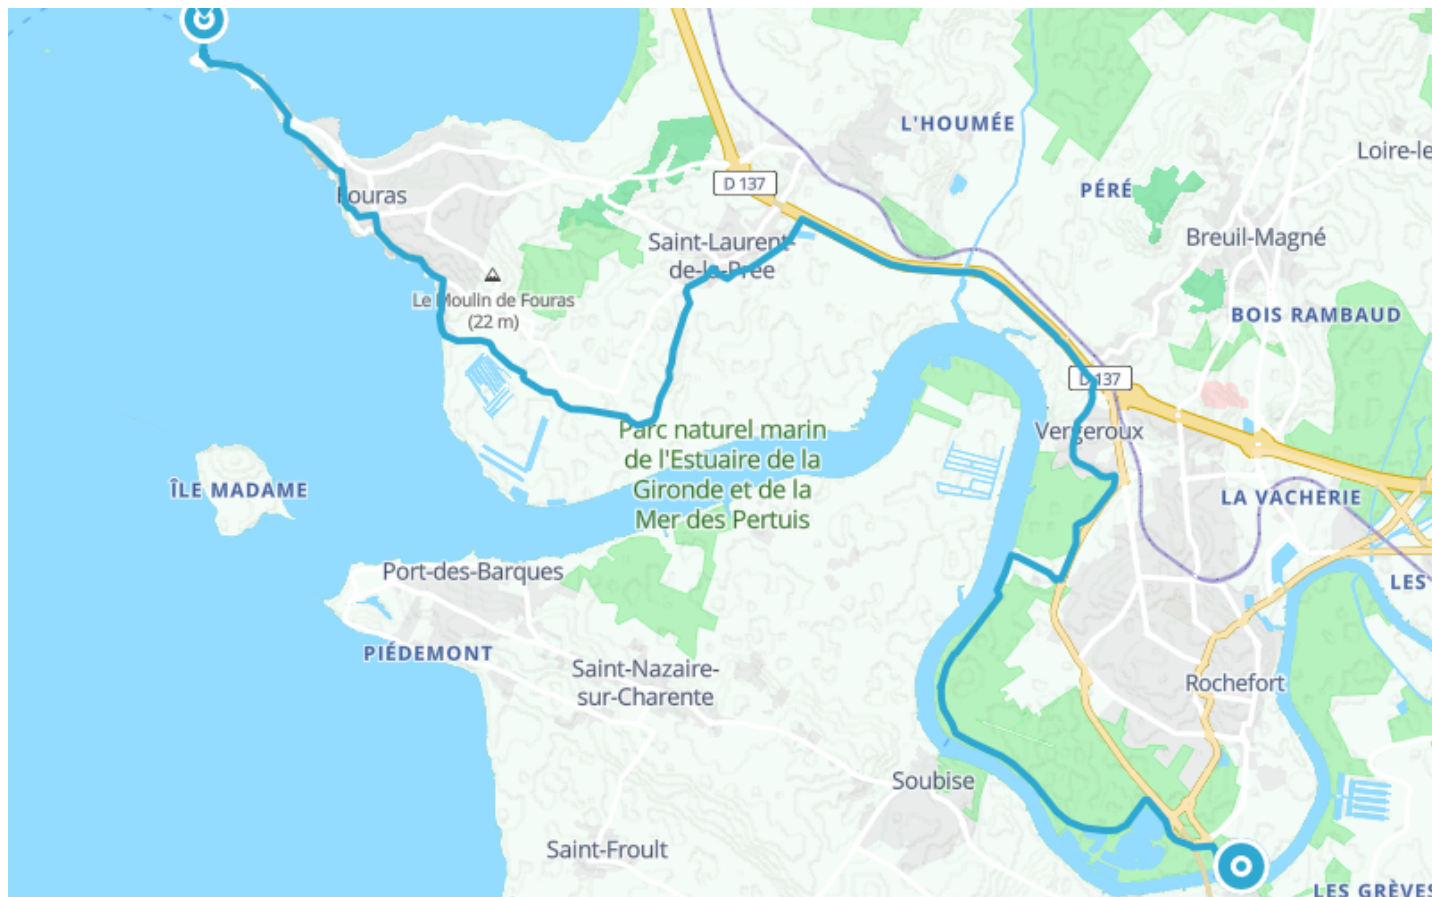 L'HOUMÉE
Loire-le
D 137
PÉRÉ
Fouras
Saint-Laurent-
de-la-Prée
Breuil-Magné
Le Moulin de Fouras
(22 m)
BOIS RAMBAUD
D 137
Vergeroux
Parc naturel marin
de l'Estuaire de la
Gironde et de la
Mer des Pertuis
ÎLE MADAME
LA VACHERIE
Port-des-Barques
LES
PIÉDEMONT
Saint-Nazaire-
sur-Charente
Rochefort
Soubise
Saint-Froult
LES GRÈVES